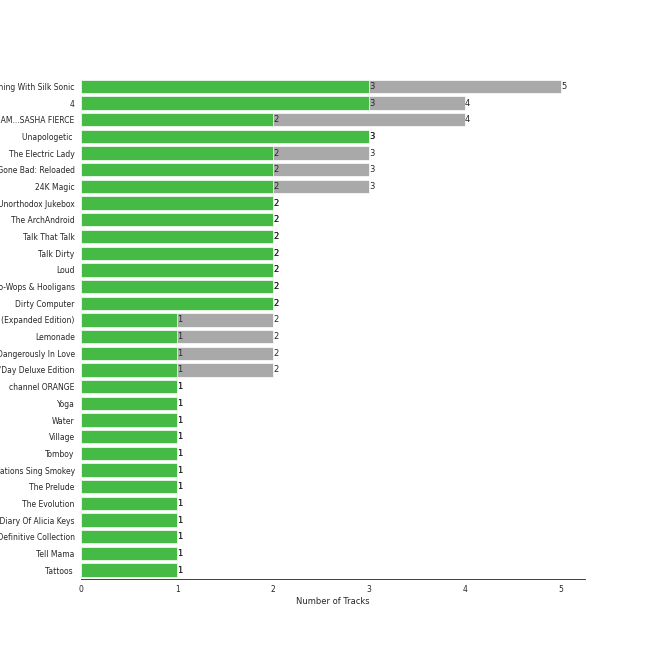 ning With Silk Sonic 3 5
4 3 4
AM...SASHA FIERCE 2 4
Unapologetic 3
The Electric Lady 2 3
Gone Bad: Reloaded 2 3
24K Magic 2 3
Unorthodox Jukebox 2
The ArchAndroid 2
Talk That Talk 2
Talk Dirty 2
Loud 2
o-Wops & Hooligans 2
Dirty Computer 2
(Expanded Edition) 1 2
Lemonade 1 2
Dangerously In Love 1 2
'Day Deluxe Edition 1 2
channel ORANGE 1
Yoga 1
Water 1
Village 1
Tomboy 1
ations Sing Smokey 1
The Prelude 1
The Evolution 1
Diary Of Alicia Keys 1
Definitive Collection 1
Tell Mama 1
Tattoos 1
0 1 2 3 4 5
Number of Tracks